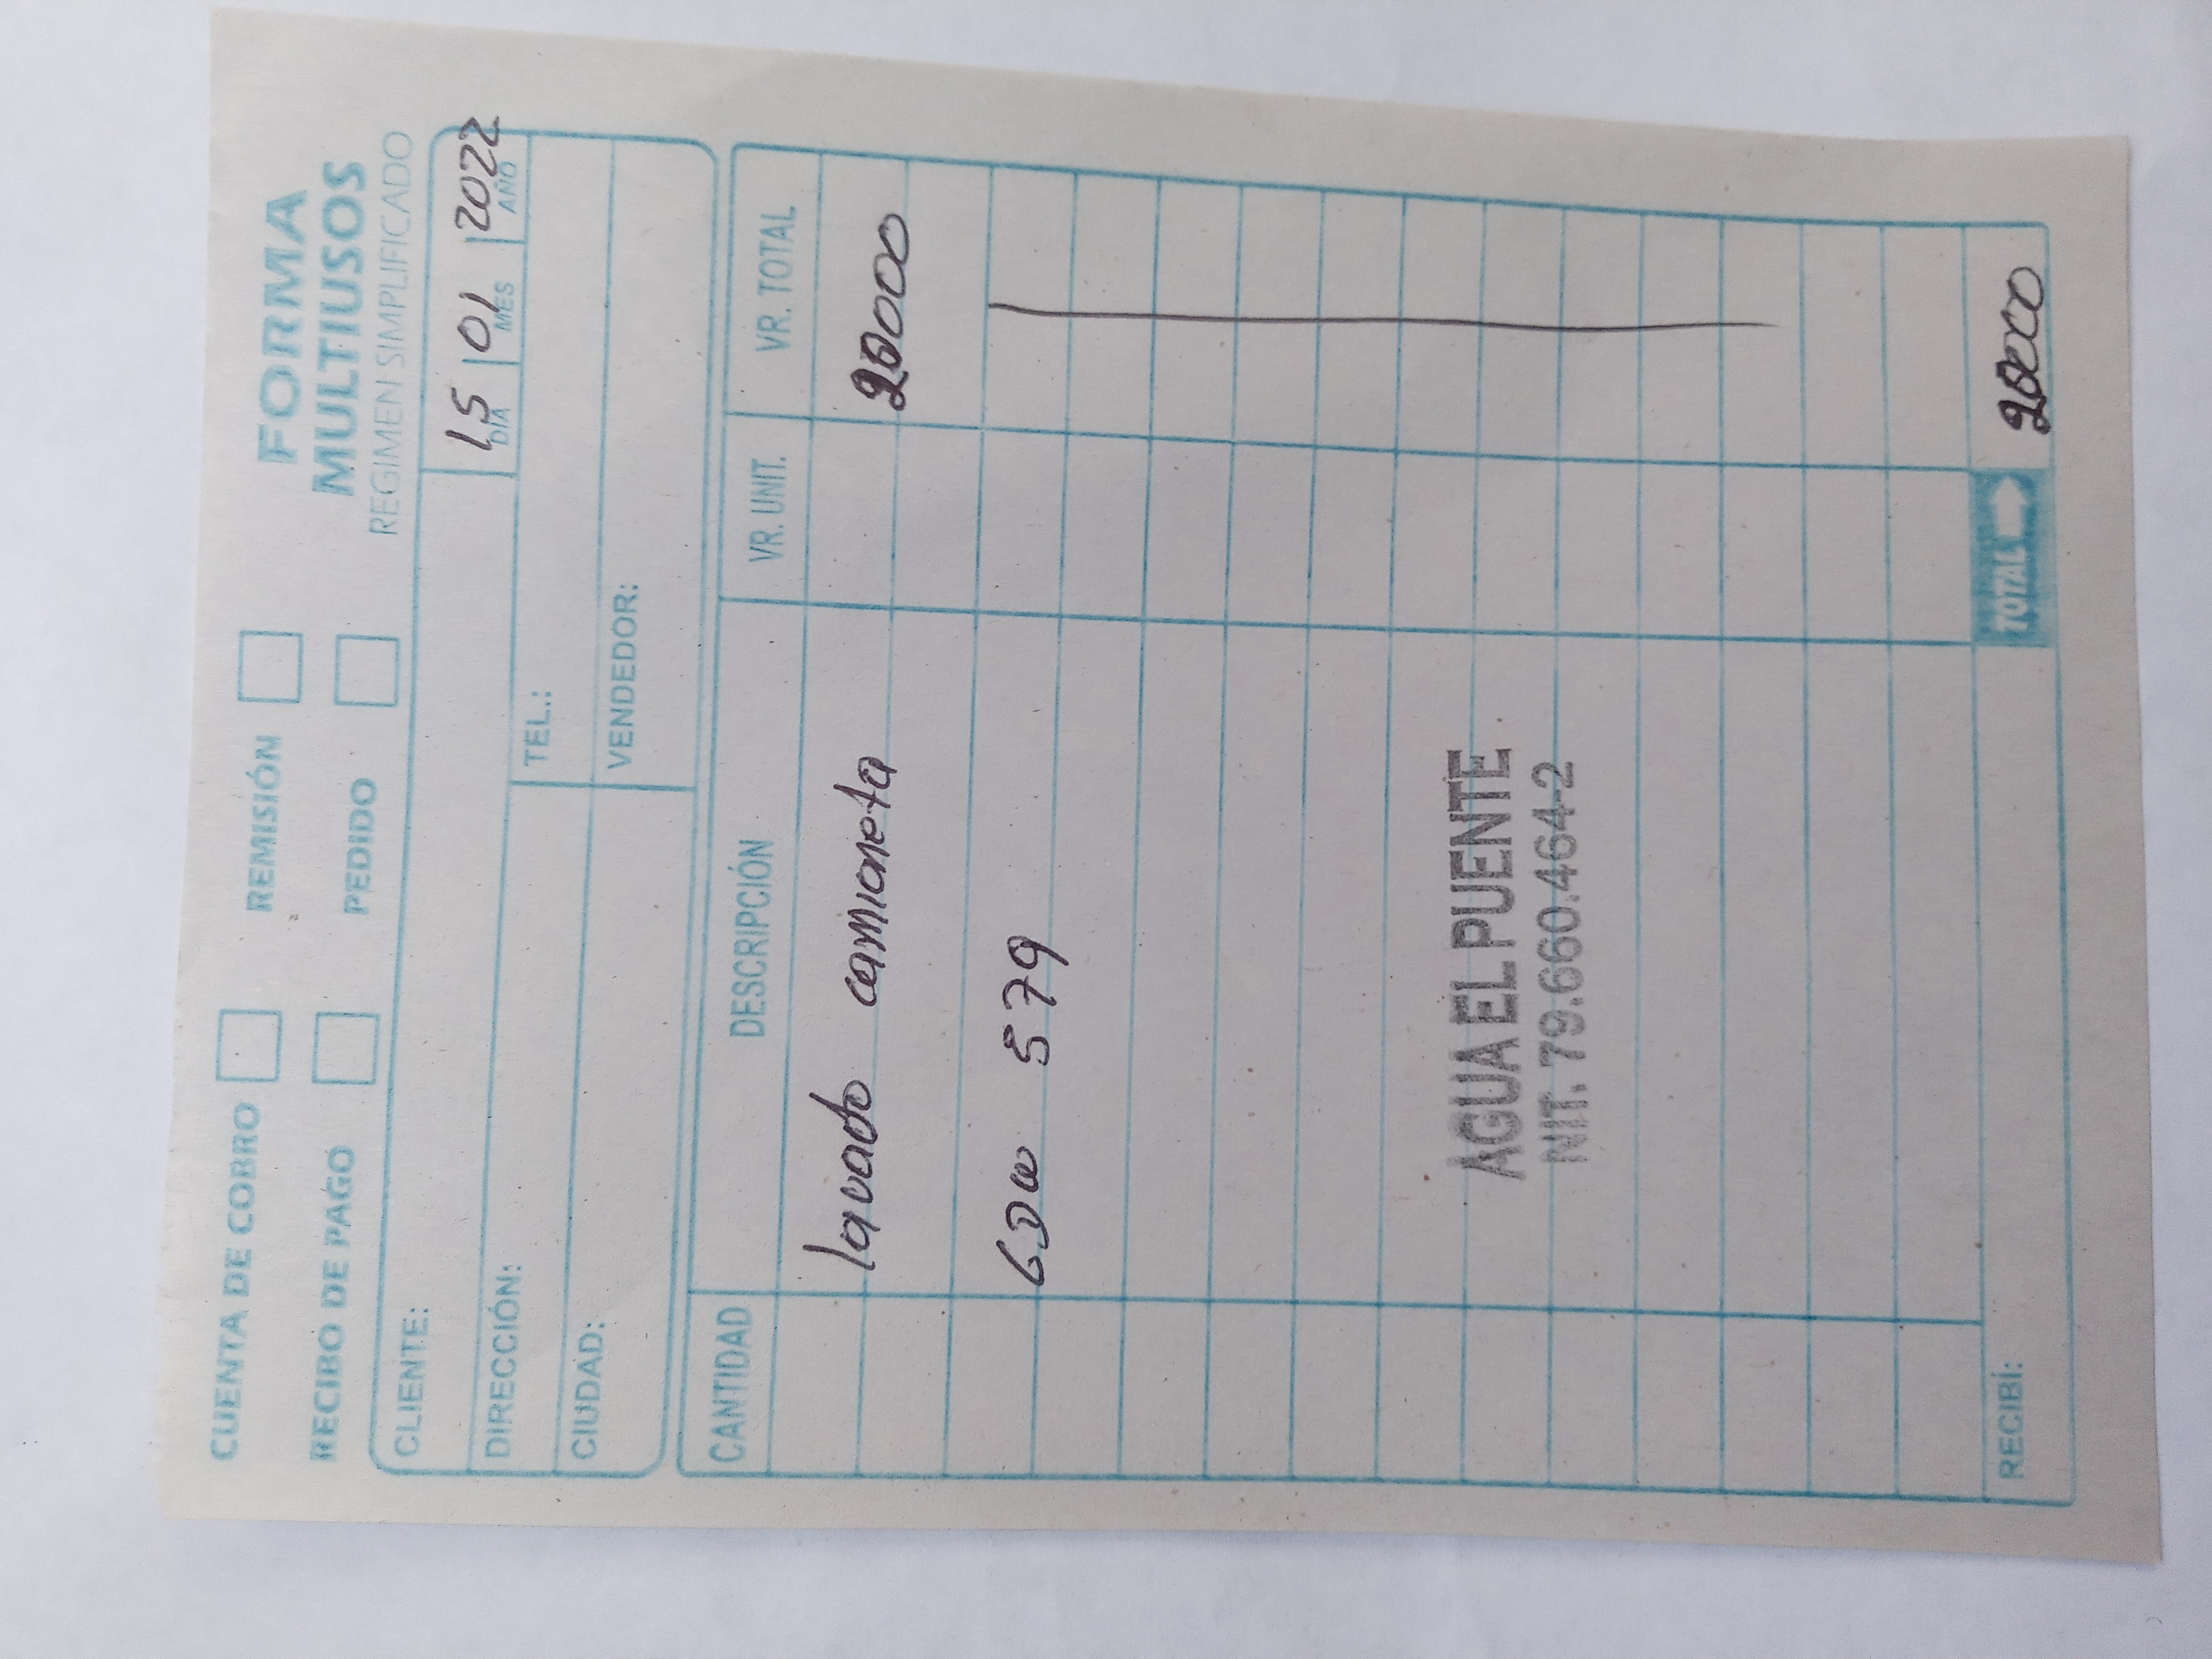 CUENTA DE COBRO REMISIÓN
RECIBO DE PAGO PEDIDO
FORMA
MULTIUSOS
REGIMEN SIMPLIFICADO
CLIENTE:
15 01 2022
DIA MES AÑO
DIRECCIÓN: TEL.:
CIUDAD: VENDEDOR:
CANTIDAD DESCRIPCIÓN VR. UNIT. VR. TOTAL
lavado camioneta 20000
579
AGUA EL PUENTE
NIT. 79.660.464-2
RECIBÍ: TOTAL 20000